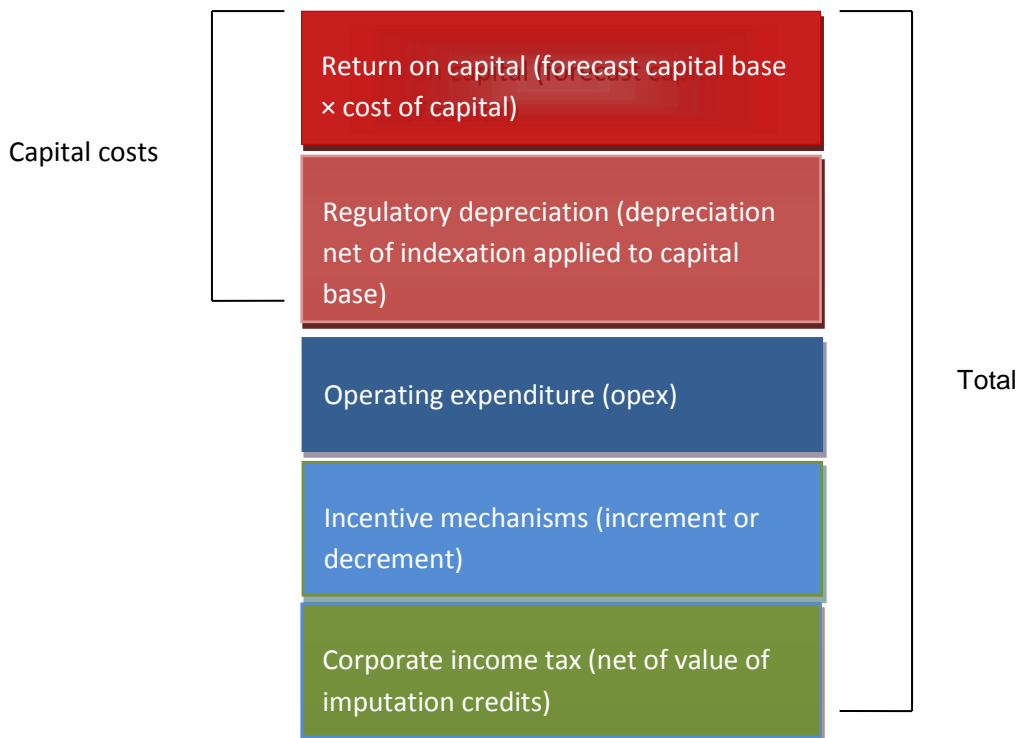 Return on capital (forecast capital base
× cost of capital)
Capital costs
Regulatory depreciation (depreciation
net of indexation applied to capital
base)
Operating expenditure (opex)
Total
Incentive mechanisms (increment or
decrement)
Corporate income tax (net of value of
imputation credits)